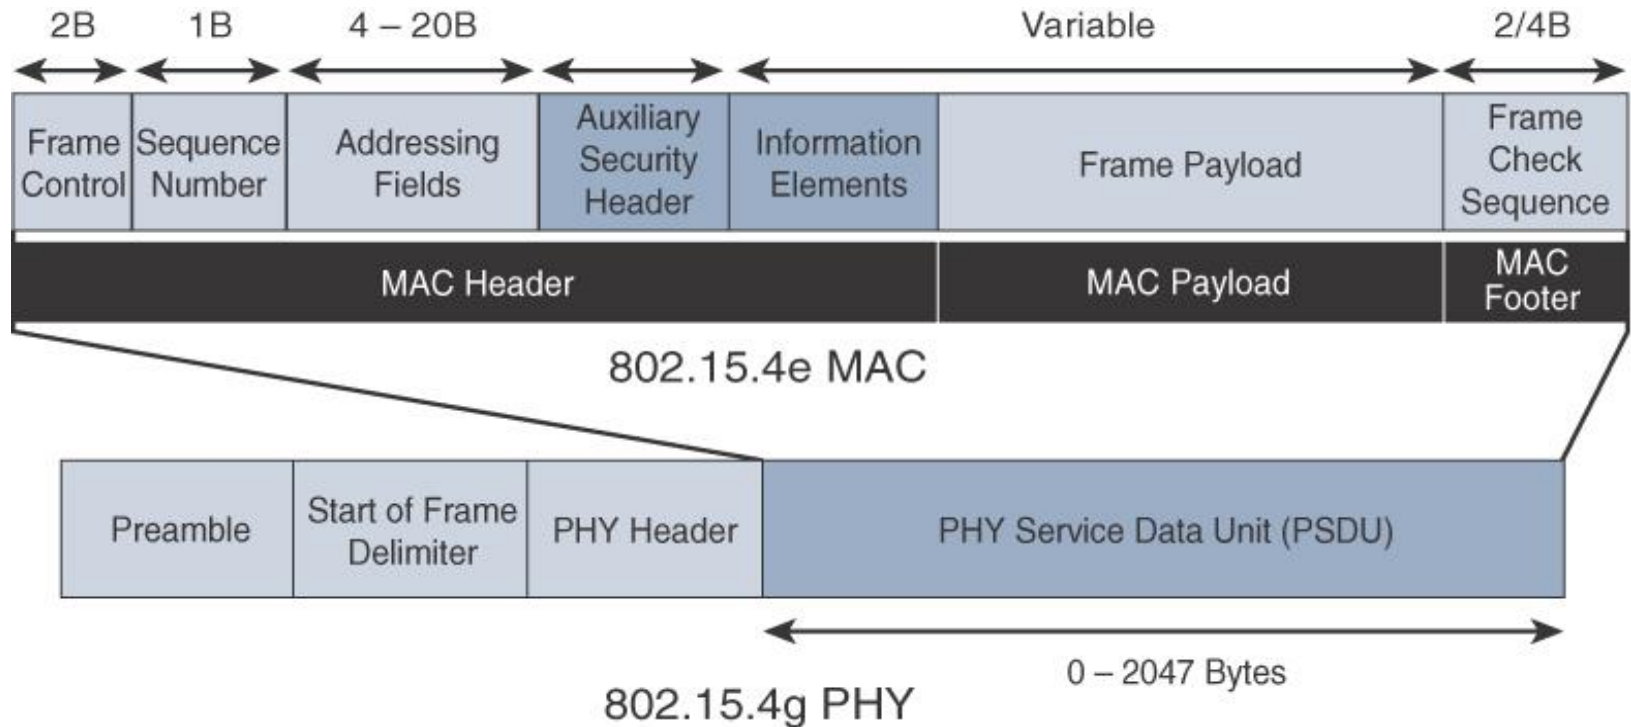 2B
1B
4 – 20B
Variable
2/4B
Frame
Control
Sequence
Number
Addressing
Fields
Auxiliary
Security
Header
Information
Elements
Frame Payload
Frame
Check
Sequence
MAC Header
MAC Payload
MAC
Footer
802.15.4e MAC
Preamble
Start of Frame
Delimiter
PHY Header
PHY Service Data Unit (PSDU)
0 – 2047 Bytes
802.15.4g PHY